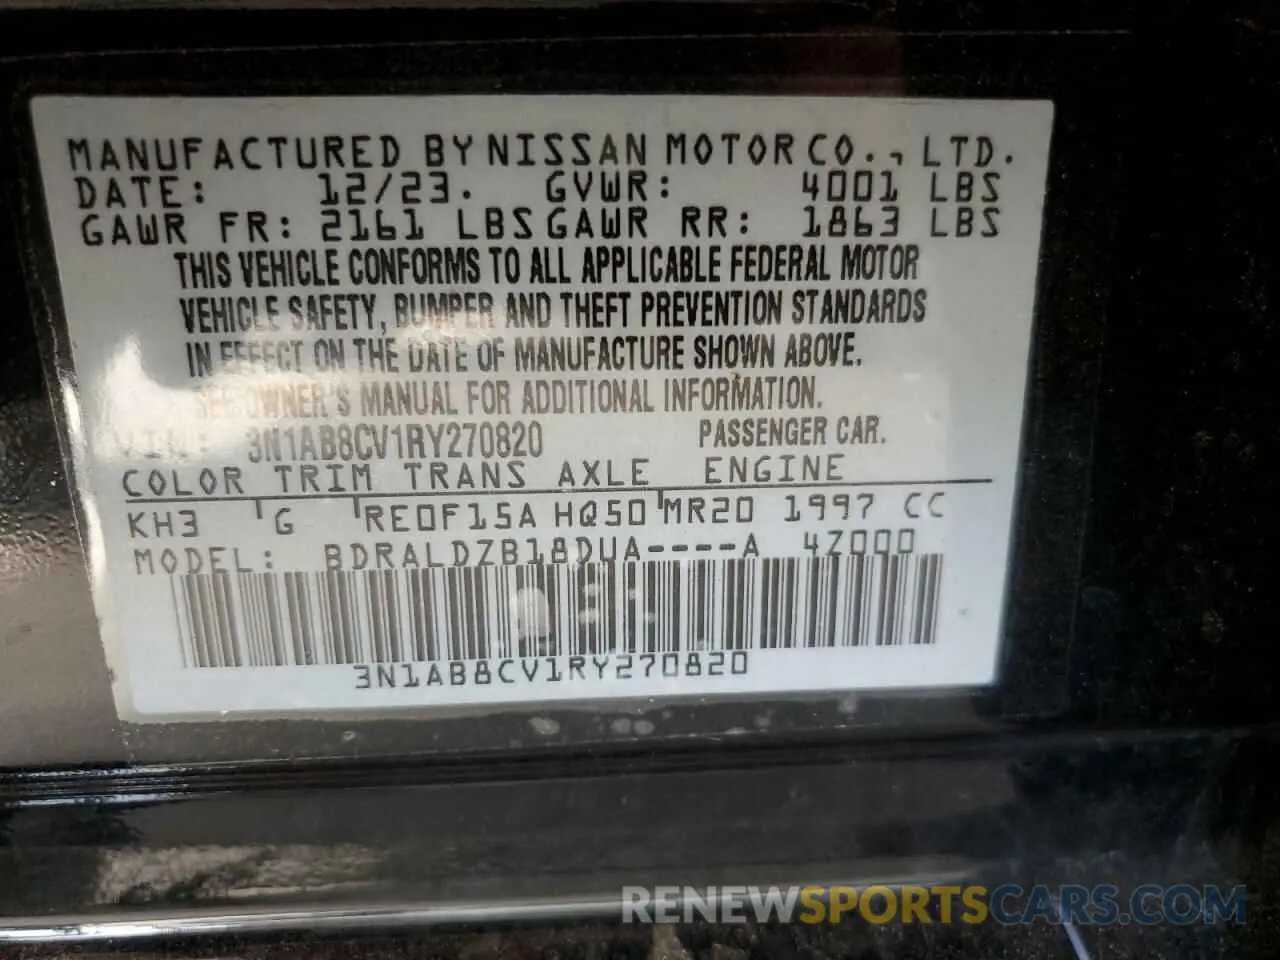 MANUFACTURED BY NISSAN MOTOR CO., LTD.
DATE: 12/23. GVWR: 4001 LBS
GAWR FR: 2161 LBS GAWR RR: 1863 LBS
THIS VEHICLE CONFORMS TO ALL APPLICABLE FEDERAL MOTOR
VEHICLE SAFETY, BUMPER AND THEFT PREVENTION STANDARDS
IN EFFECT ON THE DATE OF MANUFACTURE SHOWN ABOVE.
SEE OWNER'S MANUAL FOR ADDITIONAL INFORMATION.
VIN: 3N1AB8CV1RY270820 PASSENGER CAR.
COLOR TRIM TRANS AXLE ENGINE
KH3 G RE0F15A HQ50 MR20 1997 CC
MODEL: BDRALDZB18DUA----A 4Z000
3N1AB8CV1RY270820
RENEWSPORTSCARS.COM